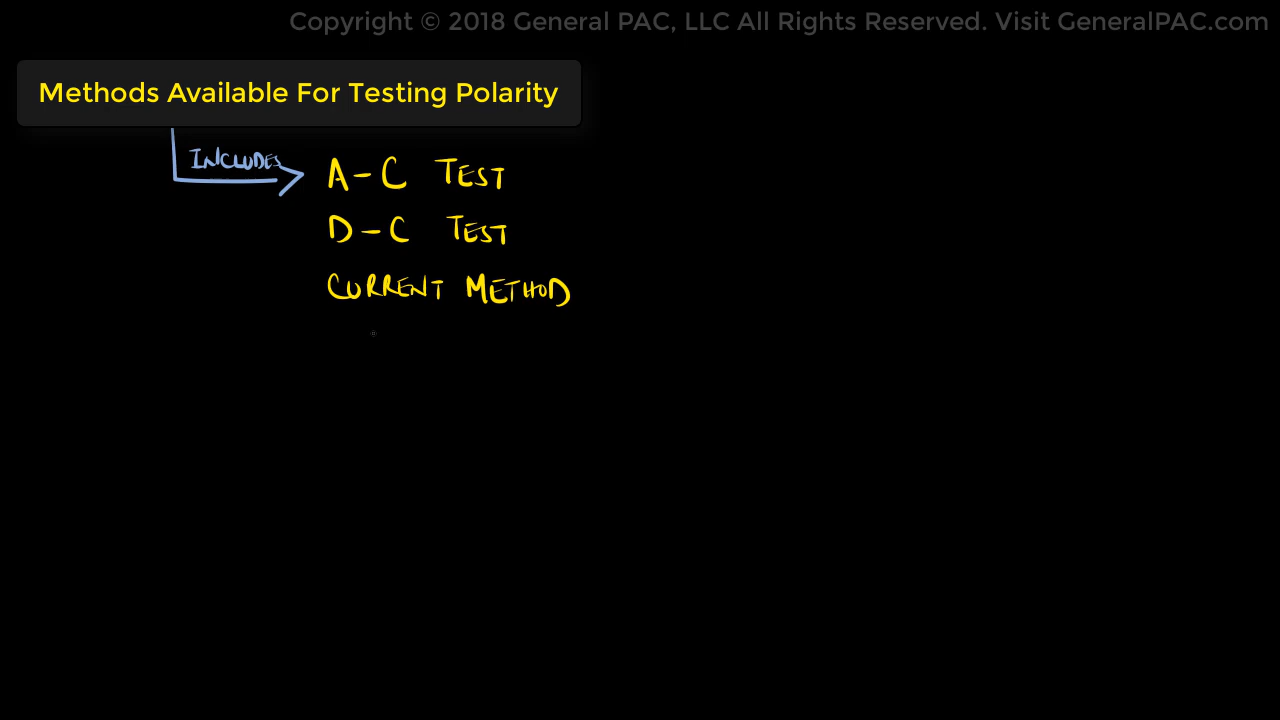 Copyright © 2018 General PAC, LLC All Rights Reserved. Visit GeneralPAC.com
Methods Available For Testing Polarity
INCLUDES
A-C TEST
D-C TEST
CURRENT METHOD